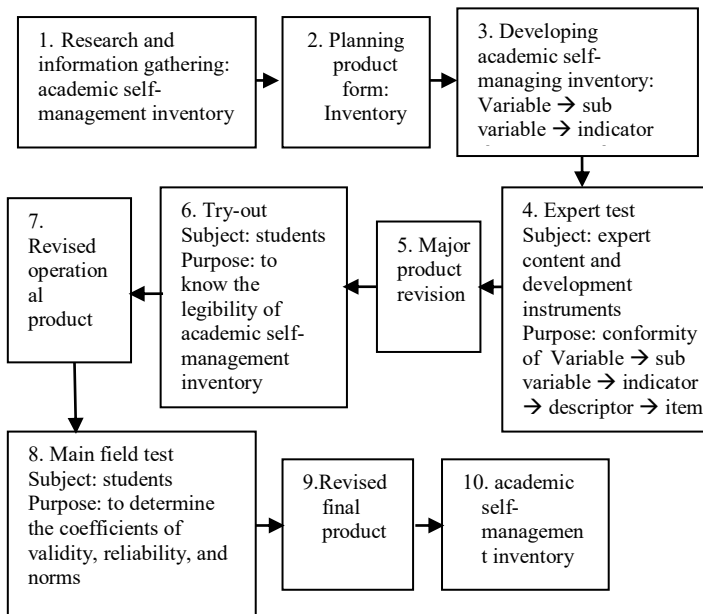 1. Research and
information gathering:
academic self-
management inventory
2. Planning
product form:
Inventory
3. Developing
academic self-
managing inventory:
Variable → sub
variable → indicator
4. Expert test
Subject: expert
content and
development
instruments
Purpose: conformity
of Variable → sub
variable → indicator
→ descriptor → item
5. Major
product
revision
6. Try-out
Subject: students
Purpose: to
know the
legibility of
academic self-
management
inventory
7.
Revised
operation
al
product
8. Main field test
Subject: students
Purpose: to determine
the coefficients of
validity, reliability, and
norms
9.Revised
final
product
10. academic
self-
managemen
t inventory